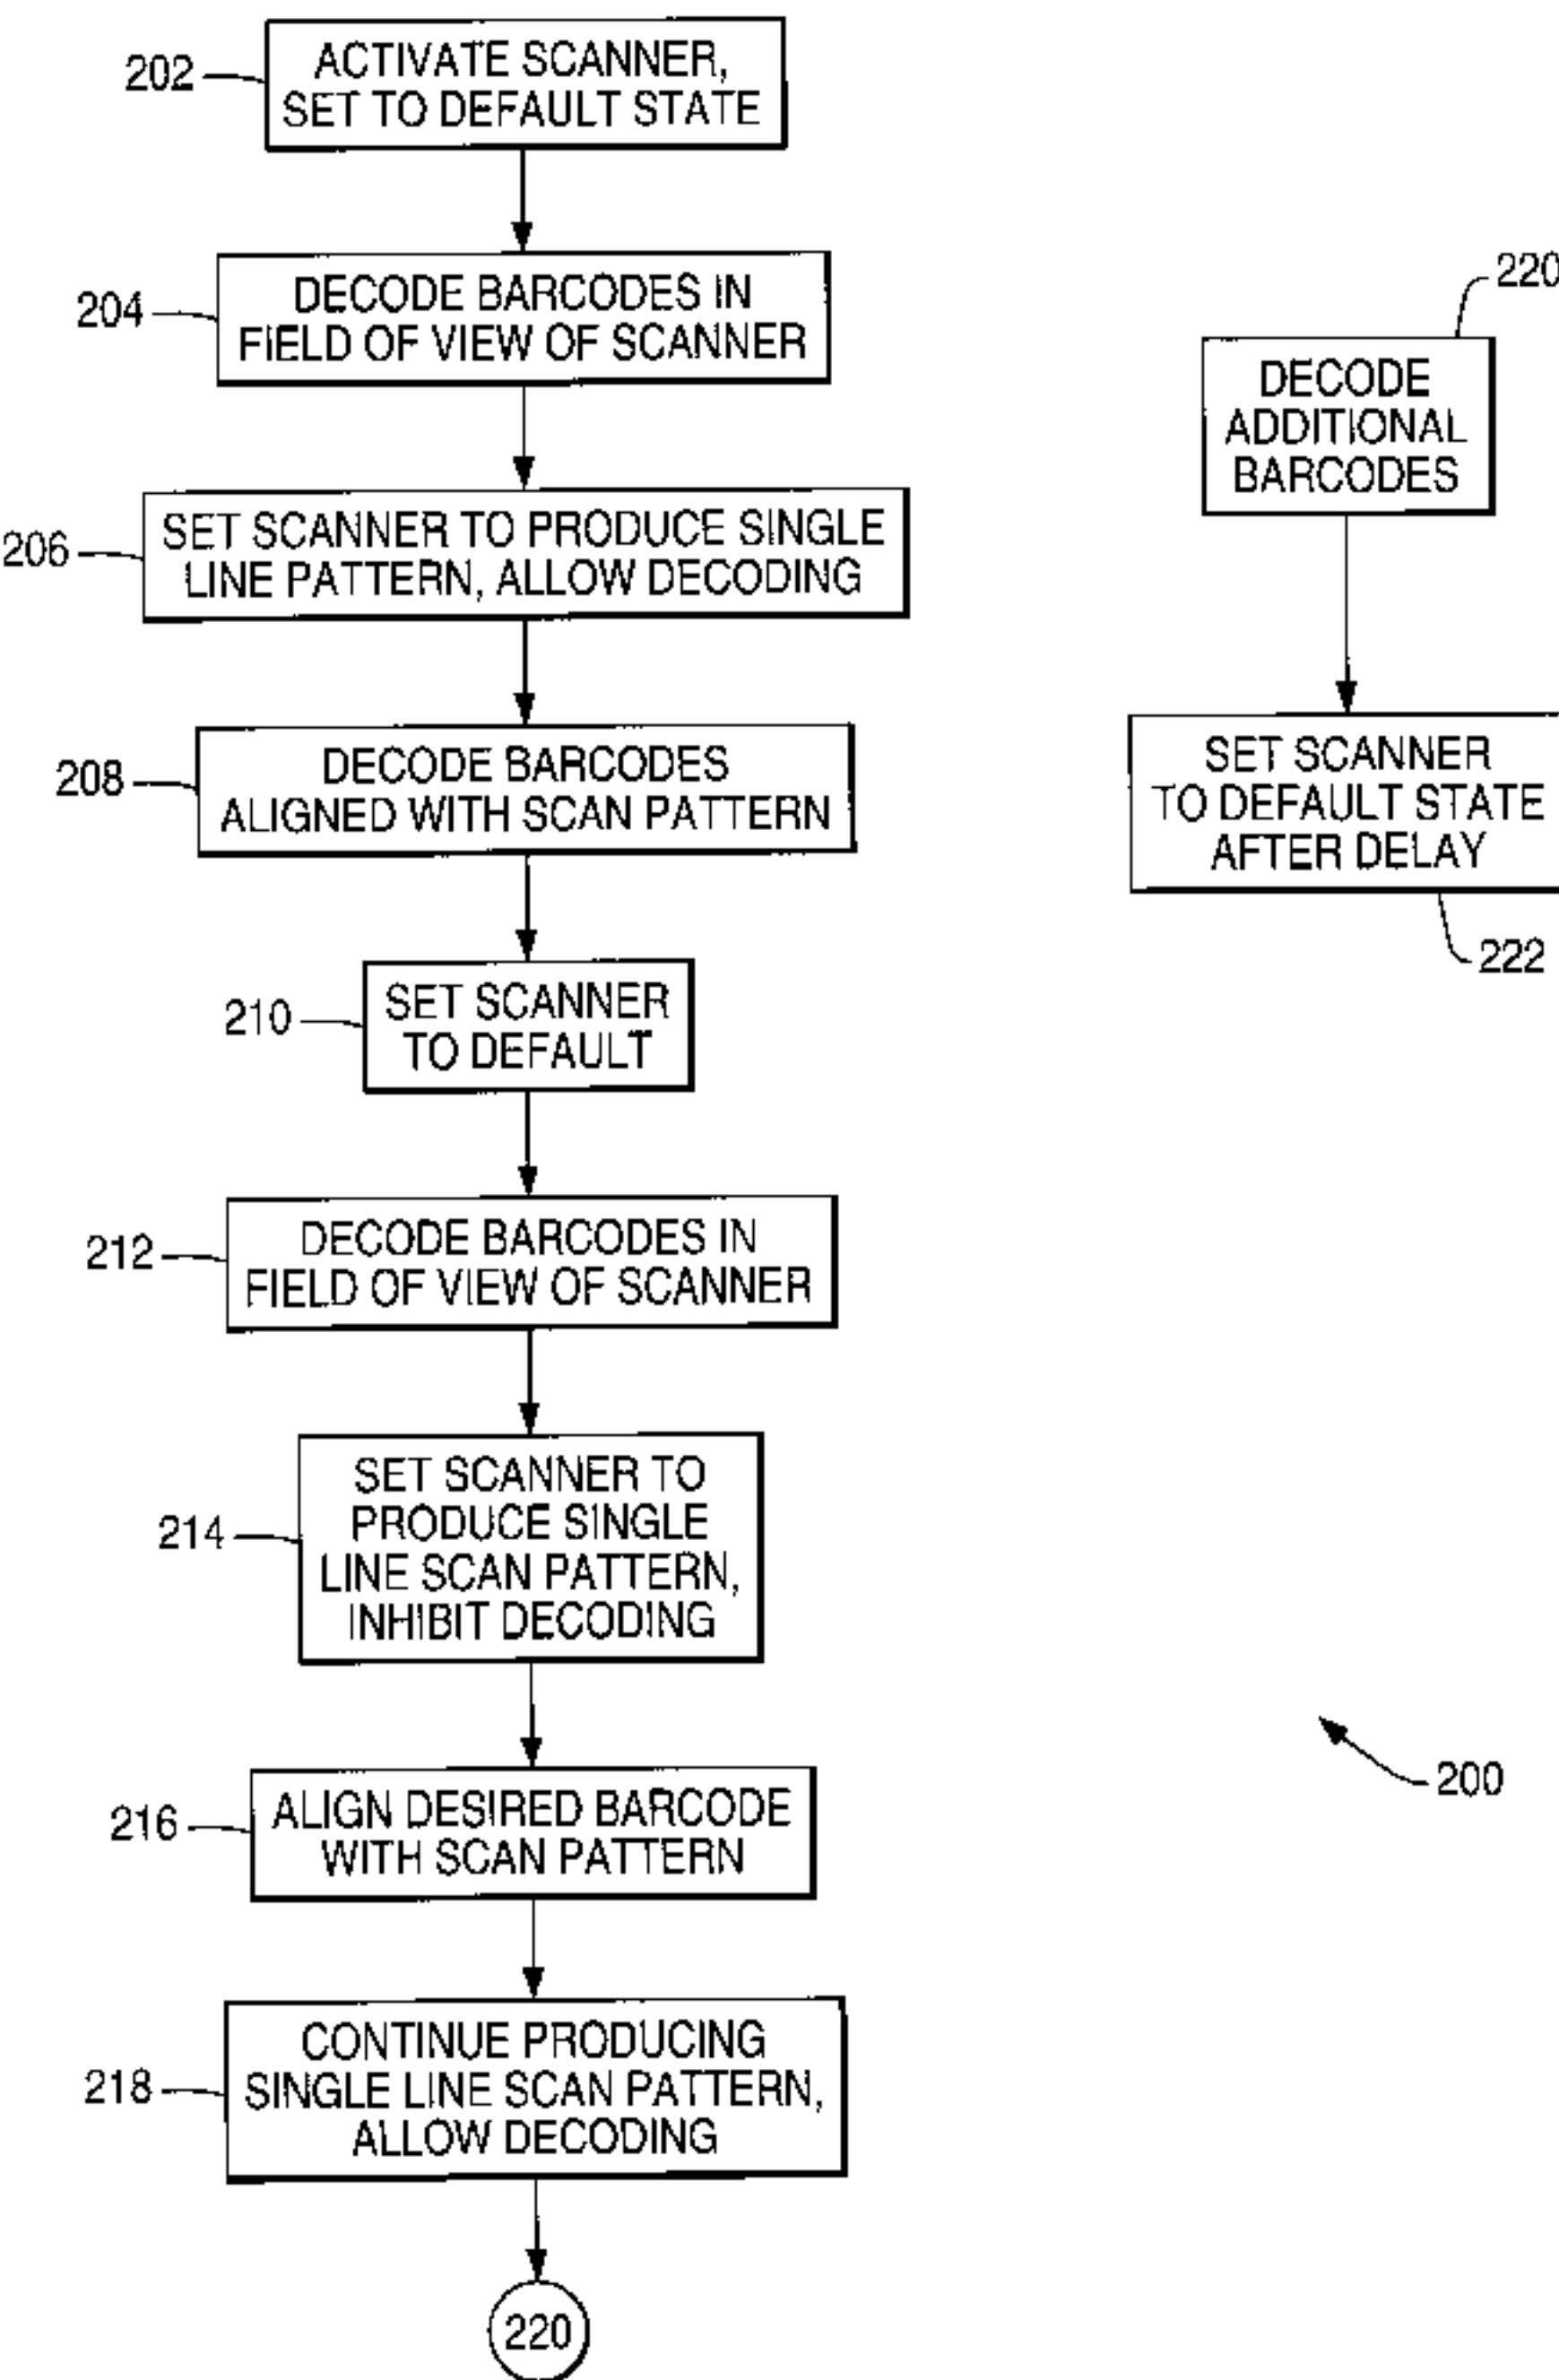 202
ACTIVATE SCANNER,
SET TO DEFAULT STATE
204
DECODE BARCODES IN
FIELD OF VIEW OF SCANNER
206
SET SCANNER TO PRODUCE SINGLE
LINE PATTERN, ALLOW DECODING
208
DECODE BARCODES
ALIGNED WITH SCAN PATTERN
210
SET SCANNER
TO DEFAULT
212
DECODE BARCODES IN
FIELD OF VIEW OF SCANNER
214
SET SCANNER TO
PRODUCE SINGLE
LINE SCAN PATTERN,
INHIBIT DECODING
216
ALIGN DESIRED BARCODE
WITH SCAN PATTERN
218
CONTINUE PRODUCING
SINGLE LINE SCAN PATTERN,
ALLOW DECODING
220
220
DECODE
ADDITIONAL
BARCODES
SET SCANNER
TO DEFAULT STATE
AFTER DELAY
222
200